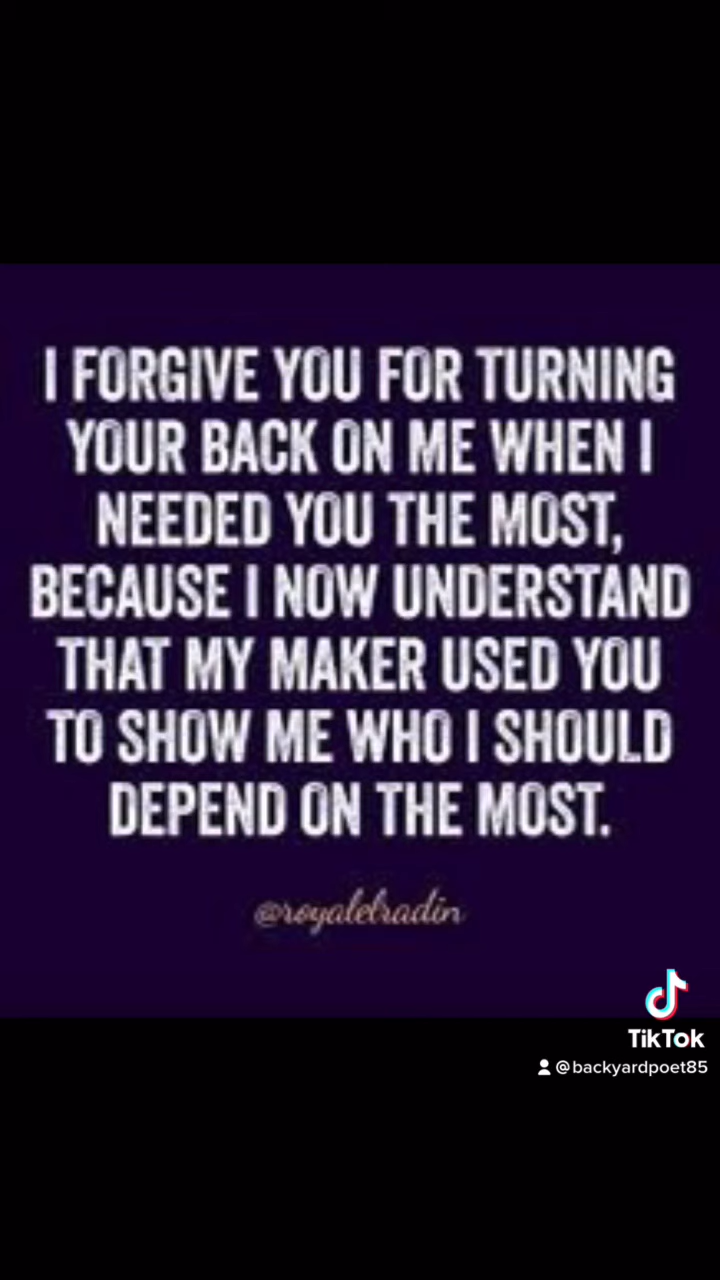 I FORGIVE YOU FOR TURNING
YOUR BACK ON ME WHEN I
NEEDED YOU THE MOST,
BECAUSE I NOW UNDERSTAND
THAT MY MAKER USED YOU
TO SHOW ME WHO I SHOULD
DEPEND ON THE MOST.
@royalelradin
TikTok
@backyardpoet85